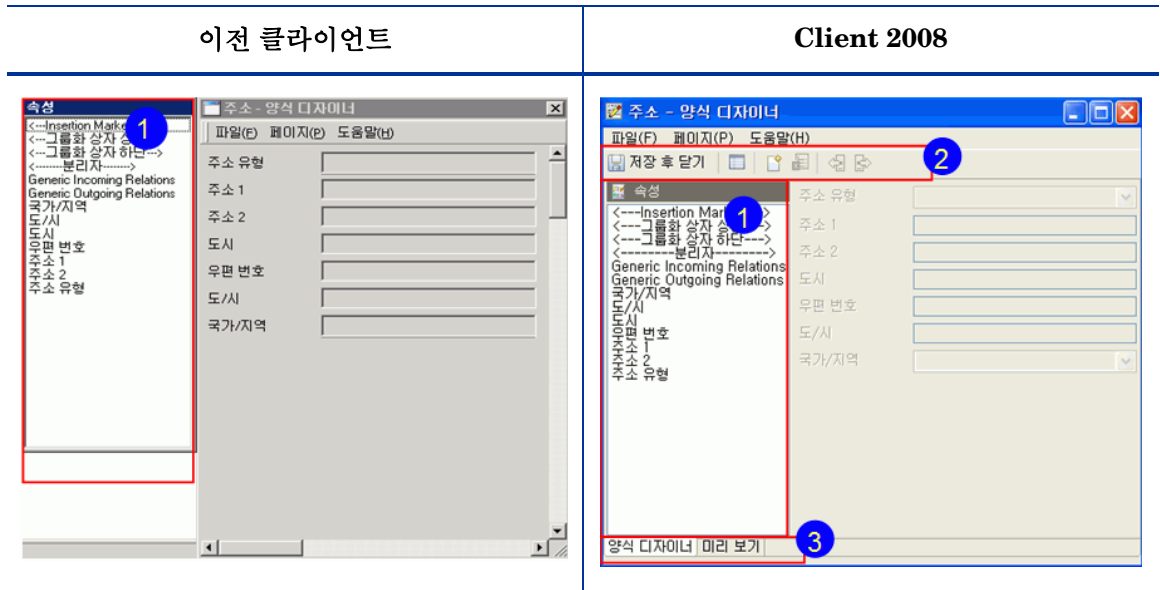 이전 클라이언트
Client 2008
속성
<---Insertion Marke
<---그룹화 상자 상
<---그룹화 상자 하단--->
<--------분리자-------->
Generic Incoming Relations
Generic Outgoing Relations
국가/지역
도/시
도시
우편 번호
주소 1
주소 2
주소 유형
1
주소 - 양식 디자이너
파일(F) 페이지(P) 도움말(H)
주소 유형
주소 1
주소 2
도시
우편 번호
도/시
국가/지역
주소 - 양식 디자이너
파일(F) 페이지(P) 도움말(H)
저장 후 닫기
2
속성
<---Insertion Mar >
<---그룹화 상자 상 >
<---그룹화 상자 하단--->
<--------분리자-------->
Generic Incoming Relations
Generic Outgoing Relations
국가/지역
도/시
도시
우편 번호
주소 1
주소 2
주소 유형
1
주소 유형
주소 1
주소 2
도시
우편 번호
도/시
국가/지역
양식 디자이너 미리 보기
3